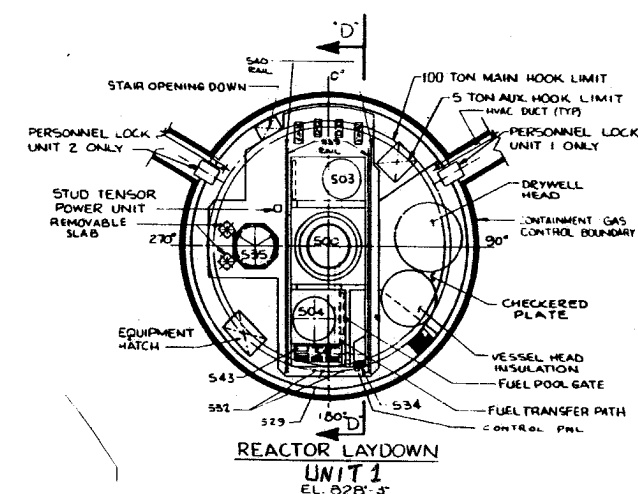 "D"
540
RAIL
C"
STAIR OPENING DOWN
100 TON MAIN HOOK LIMIT
5 TON AUX. HOOK LIMIT
HVAC DUCT (TYP)
PERSONNEL LOCK
UNIT 2 ONLY
PERSONNEL LOCK
UNIT 1 ONLY
RAIL
503
STUD TENSOR
POWER UNIT
REMOVABLE
SLAB
DRYWELL
HEAD
CONTAINMENT GAS
CONTROL BOUNDARY
270°
535
502
90°
CHECKERED
PLATE
504
EQUIPMENT
HATCH
VESSEL HEAD
INSULATION
FUEL POOL GATE
543
532
529
534
180°
"D"
FUEL TRANSFER PATH
CONTROL PNL
REACTOR LAYDOWN
UNIT 1
EL. 828'-3"